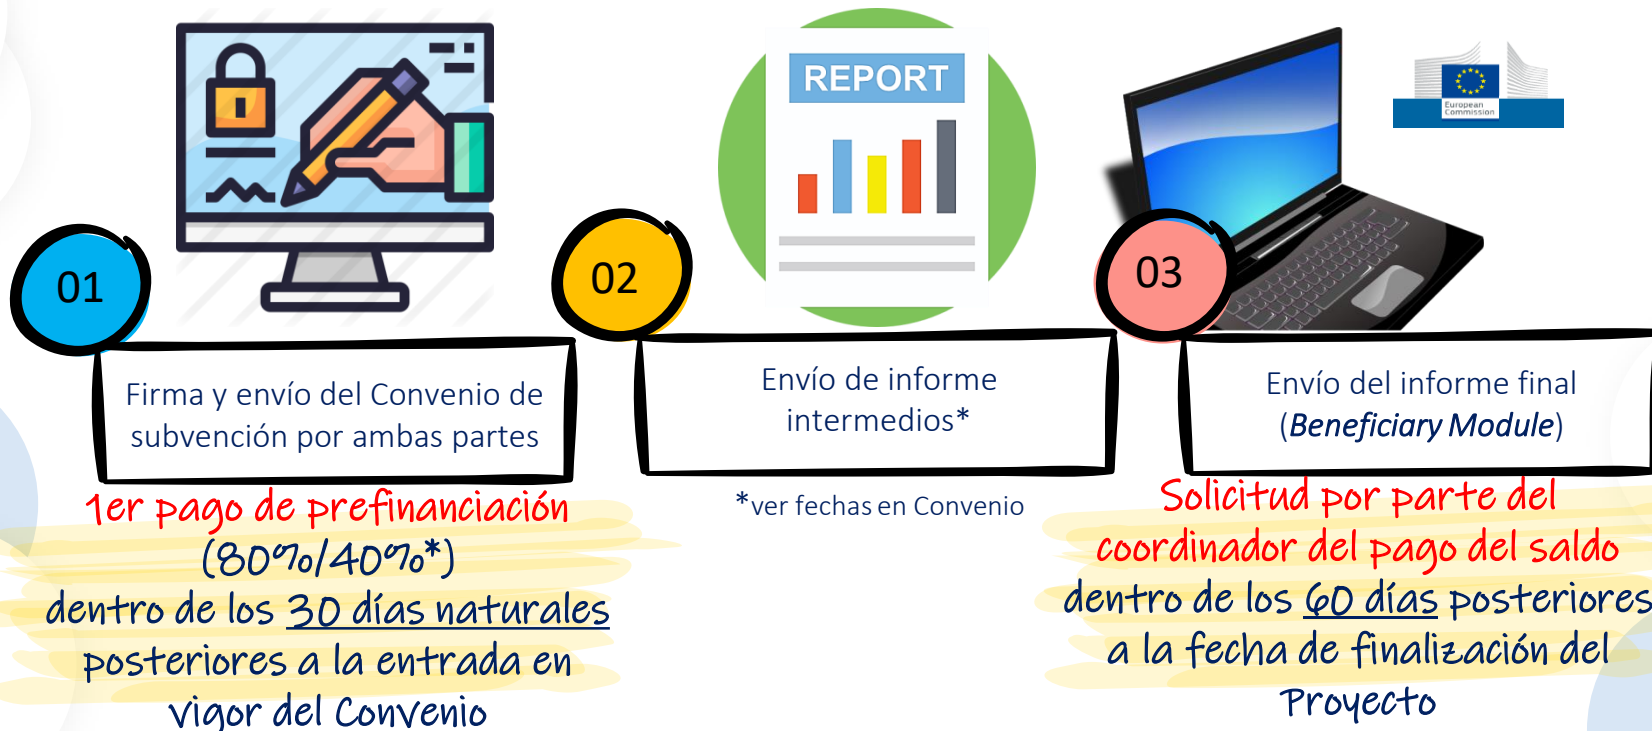 REPORT
European
Commission
01
02
03
Firma y envío del Convenio de
subvención por ambas partes
1er pago de prefinanciación
(80%/40%*)
dentro de los 30 días naturales
posteriores a la entrada en
vigor del Convenio
Envío de informe
intermedios*
*ver fechas en Convenio
Envío del informe final
(Beneficiary Module)
Solicitud por parte del
coordinador del pago del saldo
dentro de los 60 días posteriores
a la fecha de finalización del
Proyecto